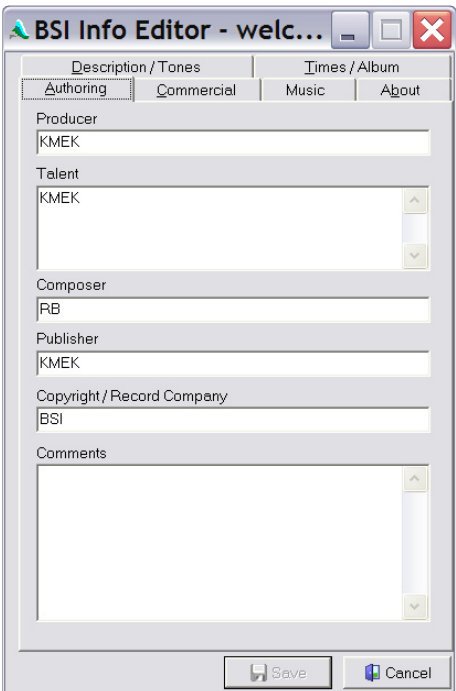 BSI Info Editor - welc...
Description / Tones Times / Album
Authoring Commercial Music About
Producer
KMEK
Talent
KMEK
Composer
RB
Publisher
KMEK
Copyright / Record Company
BSI
Comments
Save Cancel